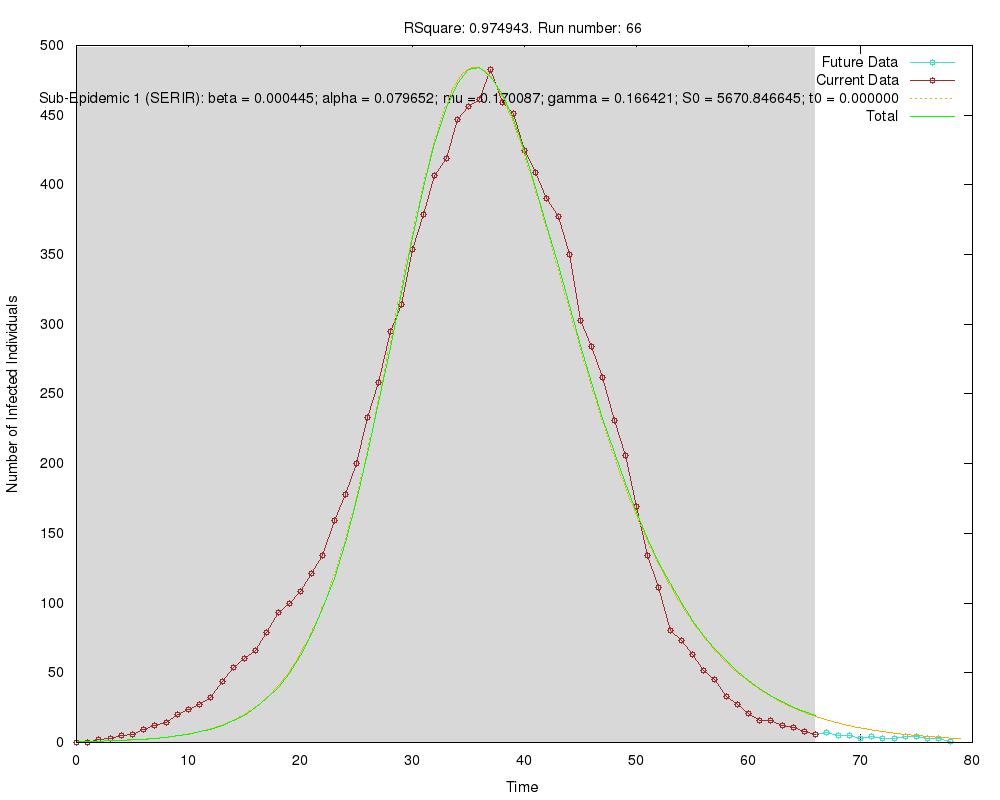 RSquare: 0.974943. Run number: 66
Future Data
Current Data
Sub-Epidemic 1 (SERIR): beta = 0.000445; alpha = 0.079652; mu = 0.170087; gamma = 0.166421; S0 = 5670.846645; t0 = 0.000000
Total
500
450
400
350
300
250
200
150
100
50
0
Number of Infected Individuals
0 10 20 30 40 50 60 70 80
Time